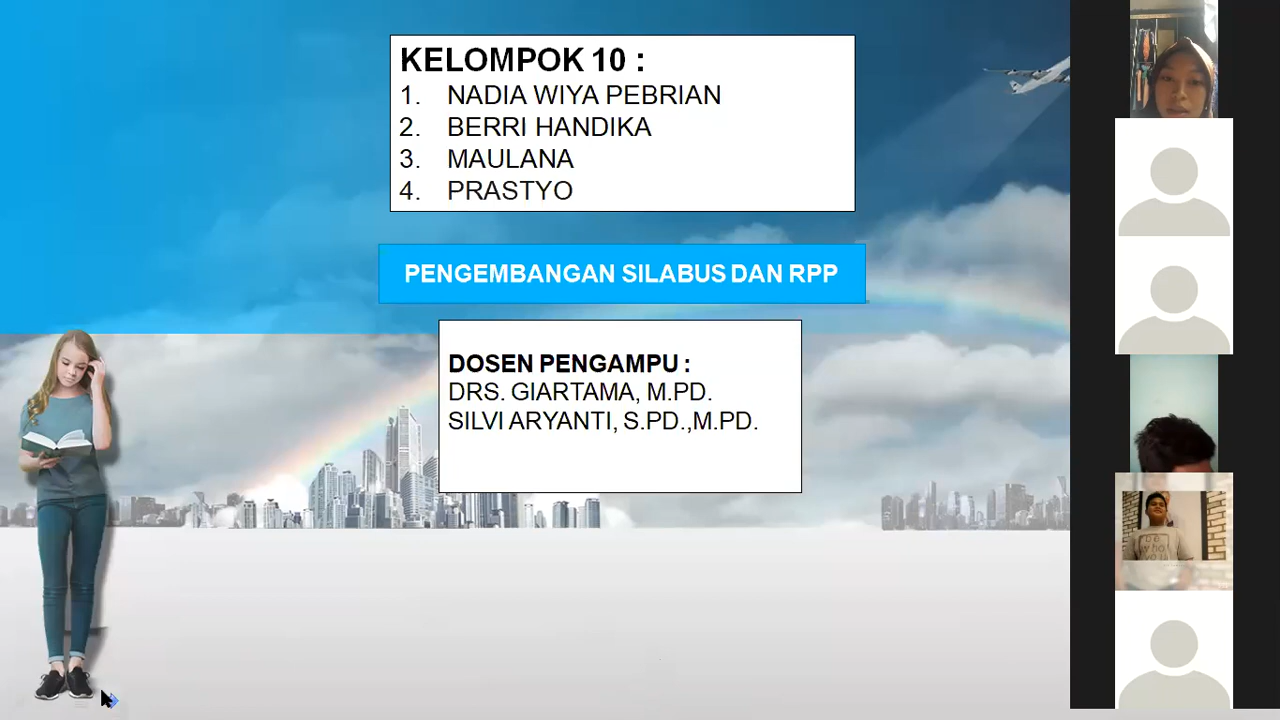 KELOMPOK 10 :
1. NADIA WIYA PEBRIAN
2. BERRI HANDIKA
3. MAULANA
4. PRASTYO
PENGEMBANGAN SILABUS DAN RPP
DOSEN PENGAMPU :
DRS. GIARTAMA, M.PD.
SILVI ARYANTI, S.PD.,M.PD.